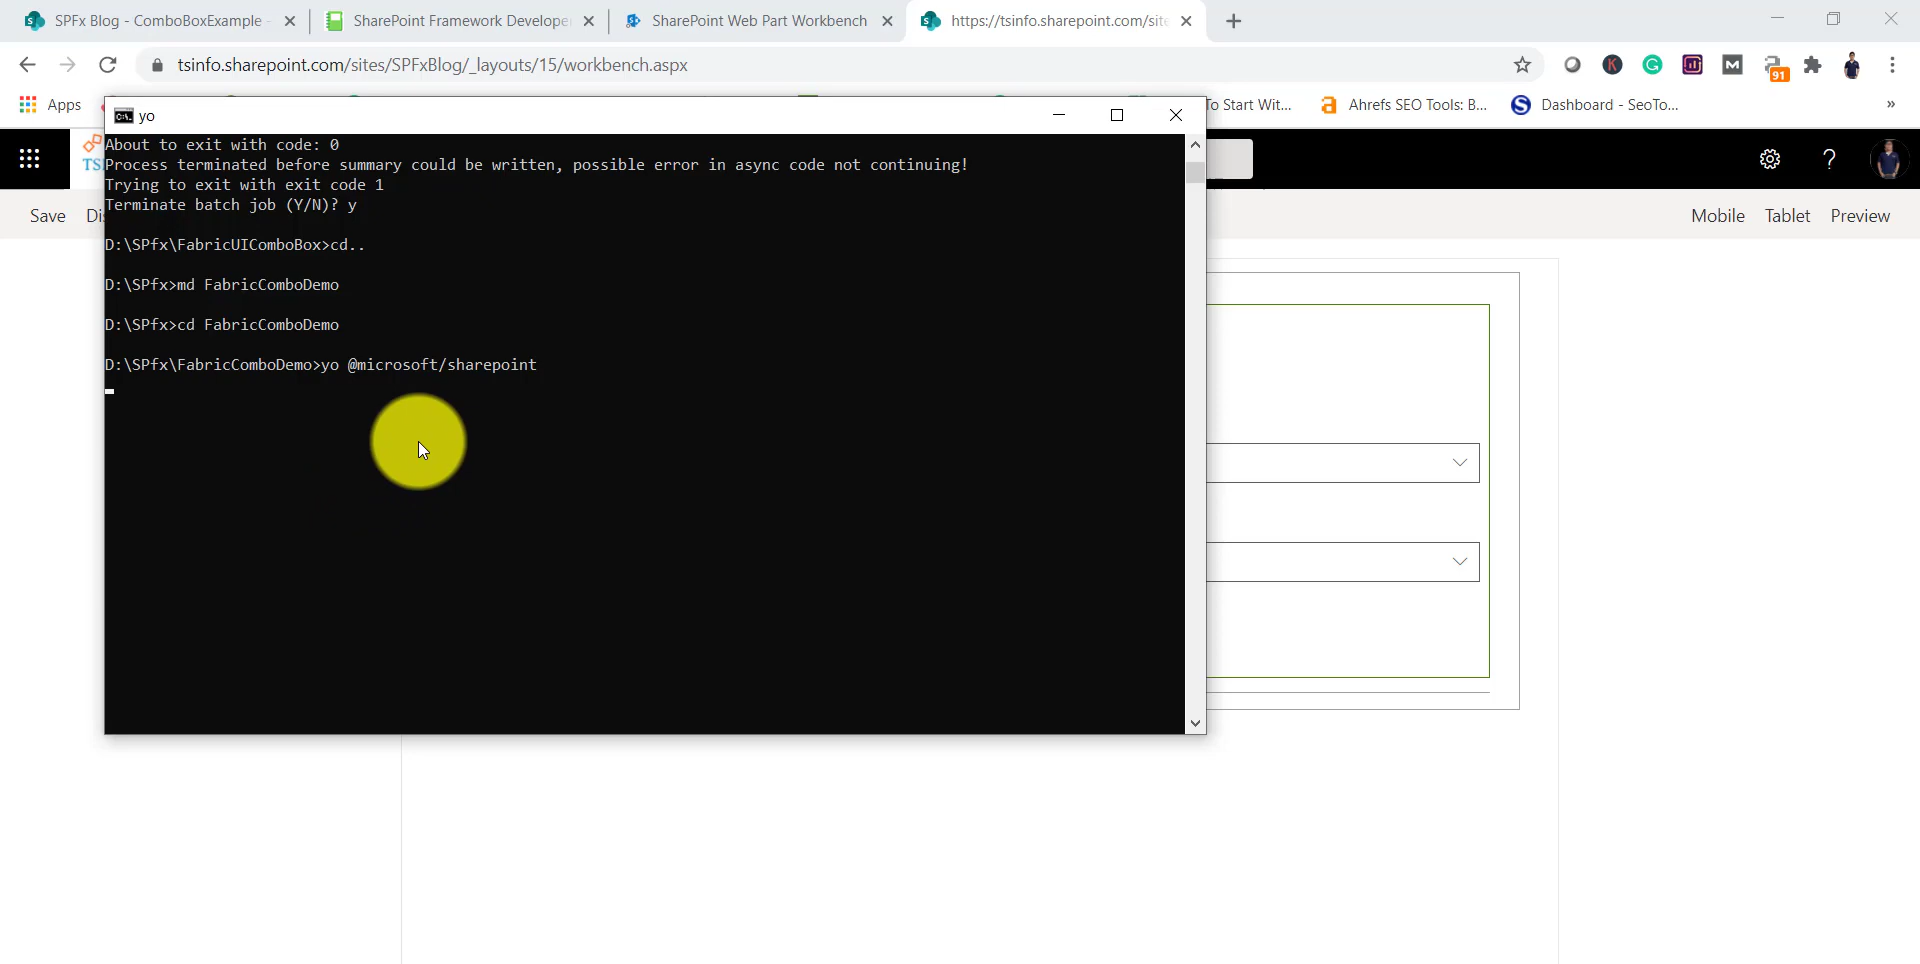 SPFx Blog - ComboBoxExample -
SharePoint Framework Develope
SharePoint Web Part Workbench
https://tsinfo.sharepoint.com/site
tsinfo.sharepoint.com/sites/SPFxBlog/_layouts/15/workbench.aspx
91
Apps
To Start Wit...
Ahrefs SEO Tools: B...
Dashboard - SeoTo...
»
yo
TS
Save
Di
Mobile
Tablet
Preview
About to exit with code: 0
Process terminated before summary could be written, possible error in async code not continuing!
Trying to exit with exit code 1
Terminate batch job (Y/N)? y
D:\SPfx\FabricUIComboBox>cd..
D:\SPfx>md FabricComboDemo
D:\SPfx>cd FabricComboDemo
D:\SPfx\FabricComboDemo>yo @microsoft/sharepoint